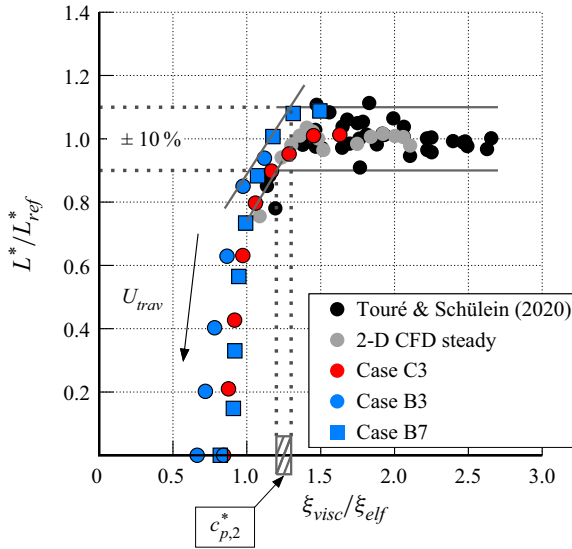 1.4
1.2
1.0
0.8
0.6
0.4
0.2
L*/L*ref
± 10 %
Utrav
Touré & Schülein (2020)
2-D CFD steady
Case C3
Case B3
Case B7
0 0.5 1.0 1.5 2.0 2.5 3.0
ξvisc/ξelf
c*p,2